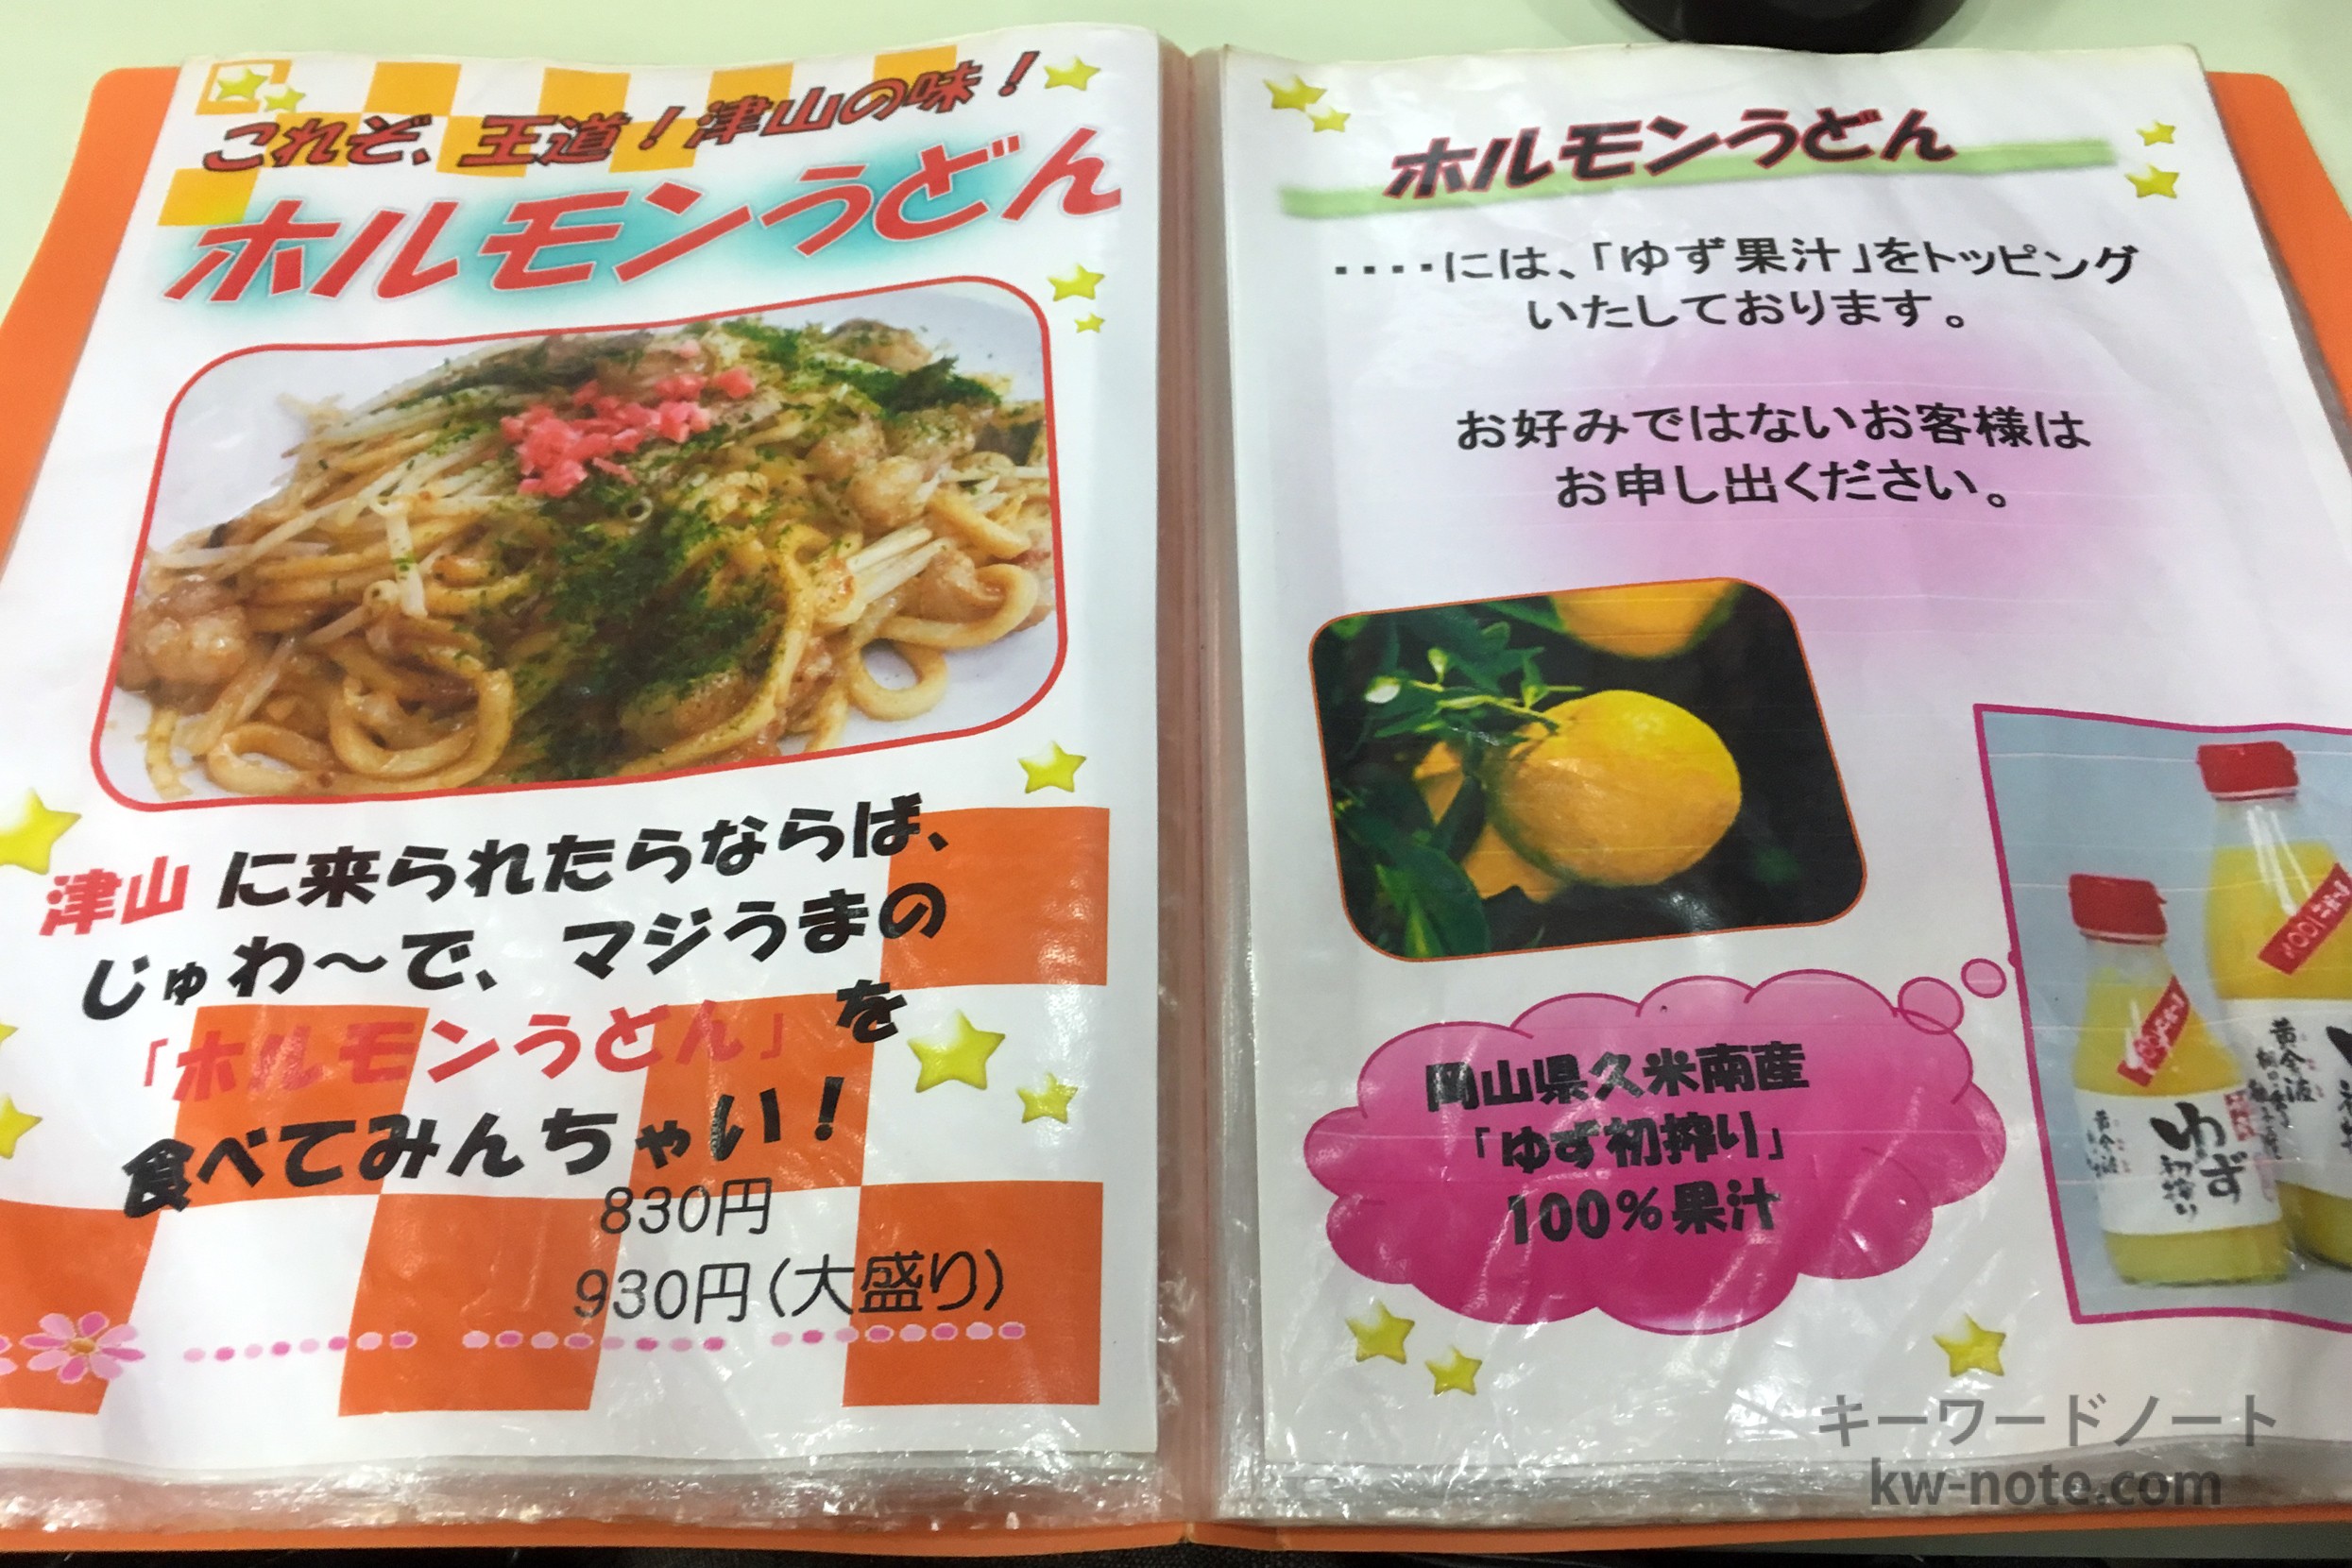 これぞ、王道！津山の味！
ホルモンうどん
津山に来られたらならば、
じゅわ～で、マジうまの
「ホルモンうどん」を
食べてみんちゃい！
830円
930円（大盛り）
ホルモンうどん
・・・・には、「ゆず果汁」をトッピング
いたしております。
お好みではないお客様は
お申し出ください。
岡山県久米南産
「ゆず初搾り」
100％果汁
ゆず
初搾り
キーワードノート
kw-note.com